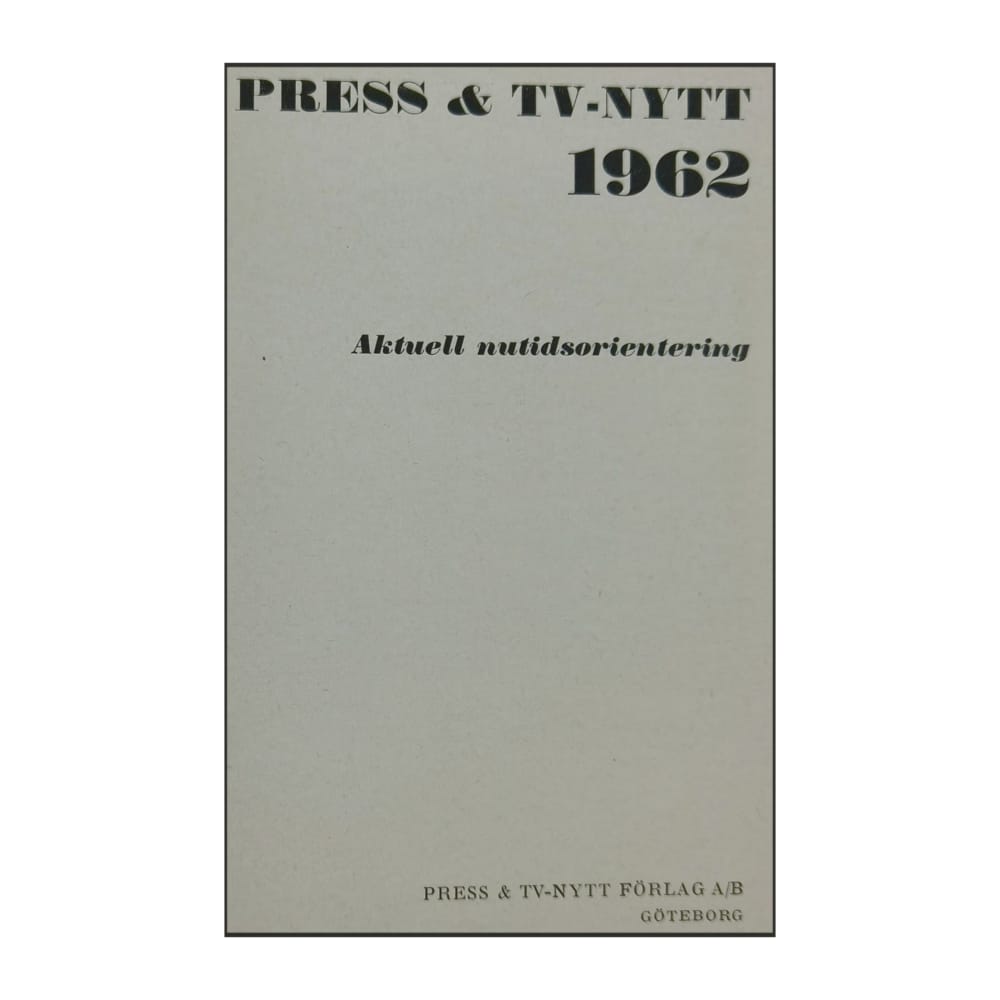 PRESS & TV-NYTT
1962
Aktuell nutidsorientering
PRESS & TV-NYTT FÖRLAG A/B
GÖTEBORG